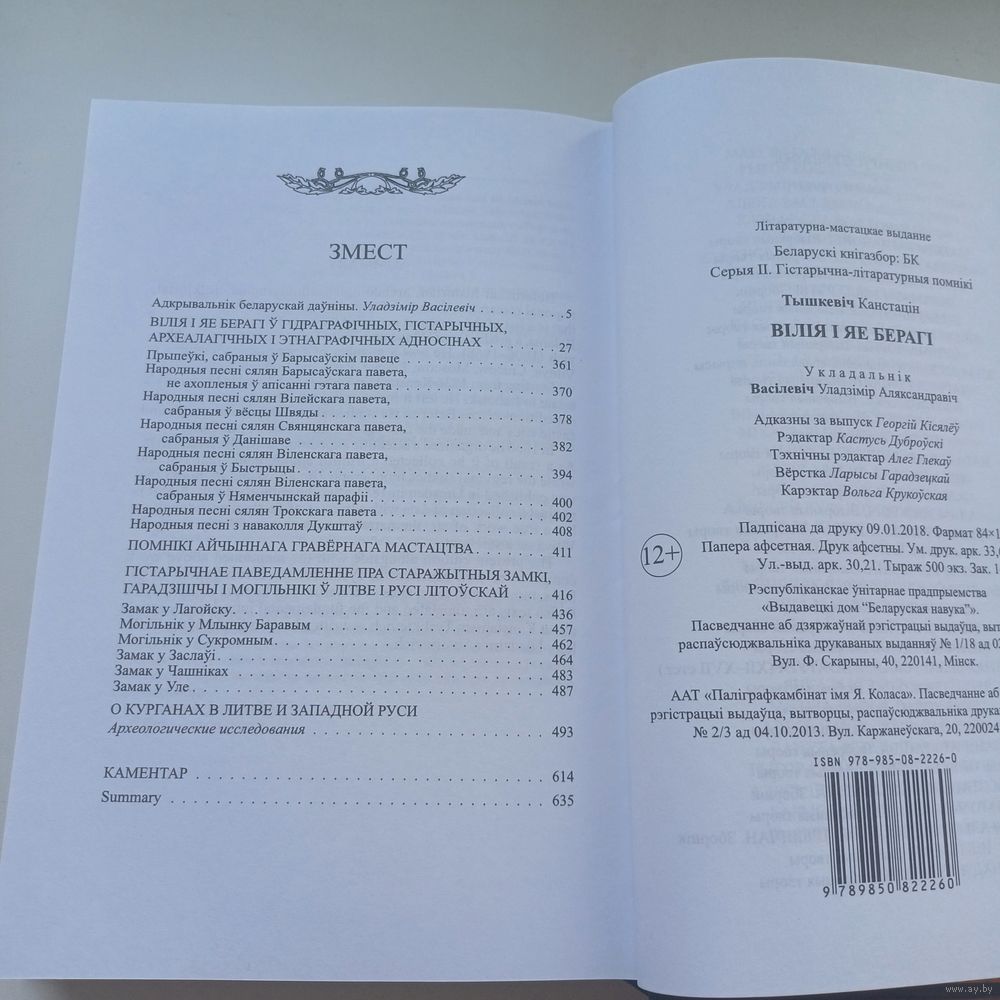 ЗМЕСТ
Адкрывальнік беларускай даўніны. Уладзімір Васілевіч . . . . . . . . . 5
ВІЛІЯ І ЯЕ БЕРАГІ Ў ГІДРАГРАФІЧНЫХ, ГІСТАРЫЧНЫХ,
АРХЕАЛАГІЧНЫХ І ЭТНАГРАФІЧНЫХ АДНОСІНАХ . . . . . . . 27
Прыпеўкі, сабраныя ў Барысаўскім павеце . . . . . . . . . . . . . 361
Народныя песні сялян Барысаўскага павета,
не ахопленыя ў апісанні гэтага павета . . . . . . . . . . . . . 370
Народныя песні сялян Вілейскага павета,
сабраныя ў вёсцы Швяды . . . . . . . . . . . . . . . . . . . 378
Народныя песні сялян Свянцянскага павета,
сабраныя ў Данішаве . . . . . . . . . . . . . . . . . . . . . 382
Народныя песні сялян Віленскага павета,
сабраныя ў Быстрыцы . . . . . . . . . . . . . . . . . . . . 394
Народныя песні сялян Віленскага павета,
сабраныя ў Няменчынскай парафіі . . . . . . . . . . . . . . 400
Народныя песні сялян Трокскага павета . . . . . . . . . . . . . . 402
Народныя песні з наваколля Дукштаў . . . . . . . . . . . . . . . 408
ПОМНІКІ АЙЧЫННАГА ГРАВЁРНАГА МАСТАЦТВА . . . . . . . . 411
ГІСТАРЫЧНАЕ ПАВЕДАМЛЕННЕ ПРА СТАРАЖЫТНЫЯ ЗАМКІ,
ГАРАДЗІШЧЫ І МОГІЛЬНІКІ Ў ЛІТВЕ І РУСІ ЛІТОЎСКАЙ . . . . 416
Замак у Лагойску . . . . . . . . . . . . . . . . . . . . . . . . . 436
Могільнік у Млынку Баравым . . . . . . . . . . . . . . . . . . . 457
Могільнік у Сукромным . . . . . . . . . . . . . . . . . . . . . . 462
Замак у Заслаўі . . . . . . . . . . . . . . . . . . . . . . . . . . 464
Замак у Чашніках . . . . . . . . . . . . . . . . . . . . . . . . . 483
Замак у Уле . . . . . . . . . . . . . . . . . . . . . . . . . . . . 487
О КУРГАНАХ В ЛИТВЕ И ЗАПАДНОЙ РУСИ
Археологические исследования . . . . . . . . . . . . . . . . . . . 493
КАМЕНТАР . . . . . . . . . . . . . . . . . . . . . . . . . . . . . 614
Summary . . . . . . . . . . . . . . . . . . . . . . . . . . . . . . 635
Літаратурна-мастацкае выданне
Беларускі кнігазбор: БК
Серыя II. Гістарычна-літаратурныя помнікі
Тышкевіч Канстацін
ВІЛІЯ І ЯЕ БЕРАГІ
Укладальнік
Васілевіч Уладзімір Аляксандравіч
Адказны за выпуск Георгій Кісялёў
Рэдактар Кастусь Дуброўскі
Тэхнічны рэдактар Алег Глекаў
Вёрстка Ларысы Гарадзецкай
Карэктар Вольга Крукоўская
12+
Падпісана да друку 09.01.2018. Фармат 84×1
Папера афсетная. Друк афсетны. Ум. друк. арк. 33,
Ул.-выд. арк. 30,21. Тыраж 500 экз. Зак. 1
Рэспубліканскае ўнітарнае прадпрыемства
«Выдавецкі дом “Беларуская навука”».
Пасведчанне аб дзяржаўнай рэгістрацыі выдаўца, выт
распаўсюджвальніка друкаваных выданняў № 1/18 ад 0
Вул. Ф. Скарыны, 40, 220141, Мінск.
ААТ «Паліграфкамбінат імя Я. Коласа». Пасведчанне аб
рэгістрацыі выдаўца, вытворцы, распаўсюджвальніка друка
№ 2/3 ад 04.10.2013. Вул. Каржанеўскага, 20, 220024
ISBN 978-985-08-2226-0
9 789850 822260
www.ay.by